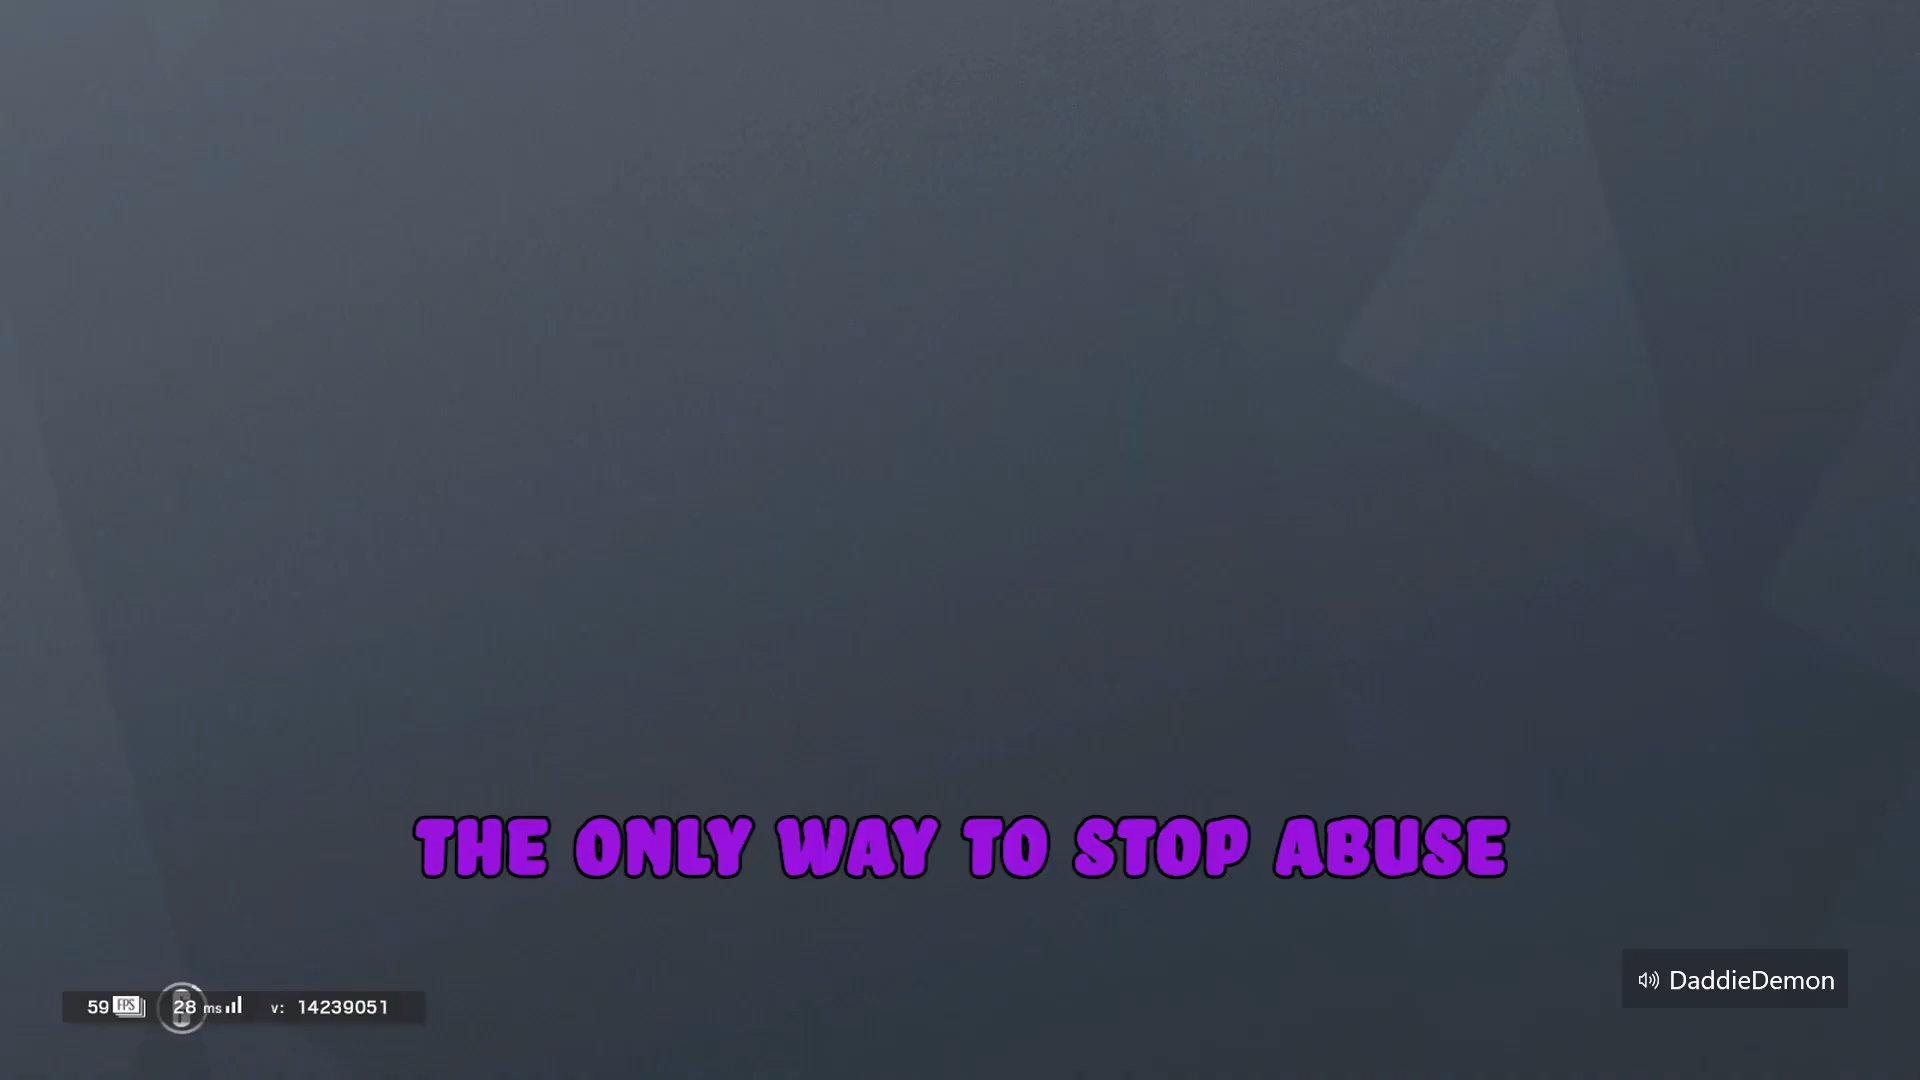 THE ONLY WAY TO STOP ABUSE
DaddieDemon
59 FPS 28 ms v: 14239051